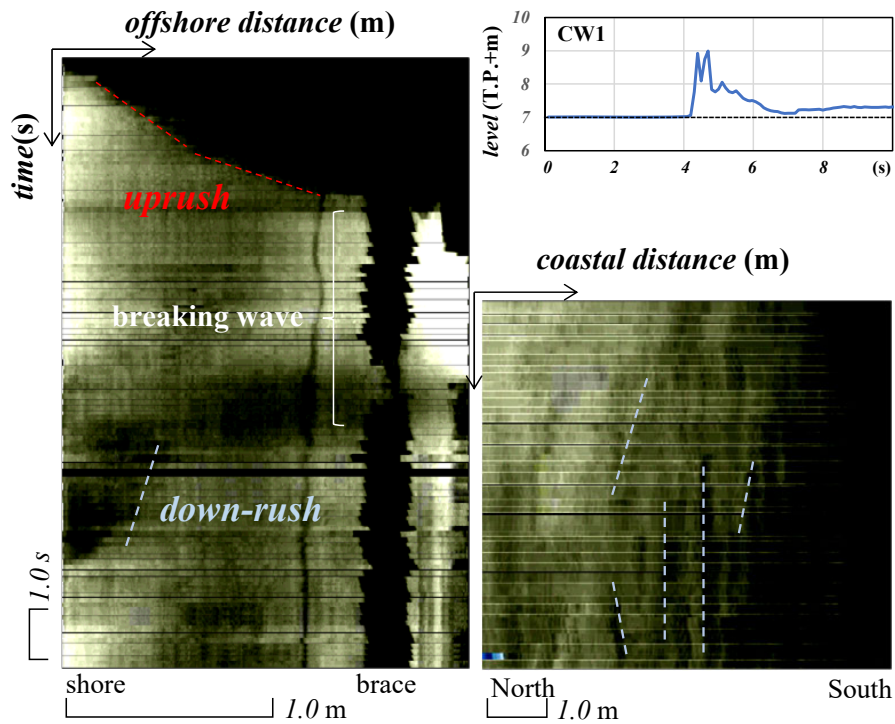 offshore distance (m)
time(s)
uprush
breaking wave
down-rush
1.0 s
shore
brace
1.0 m
CW1
level (T.P.+m)
10
9
8
7
6
0
2
4
6
8
(s)
coastal distance (m)
North
South
1.0 m